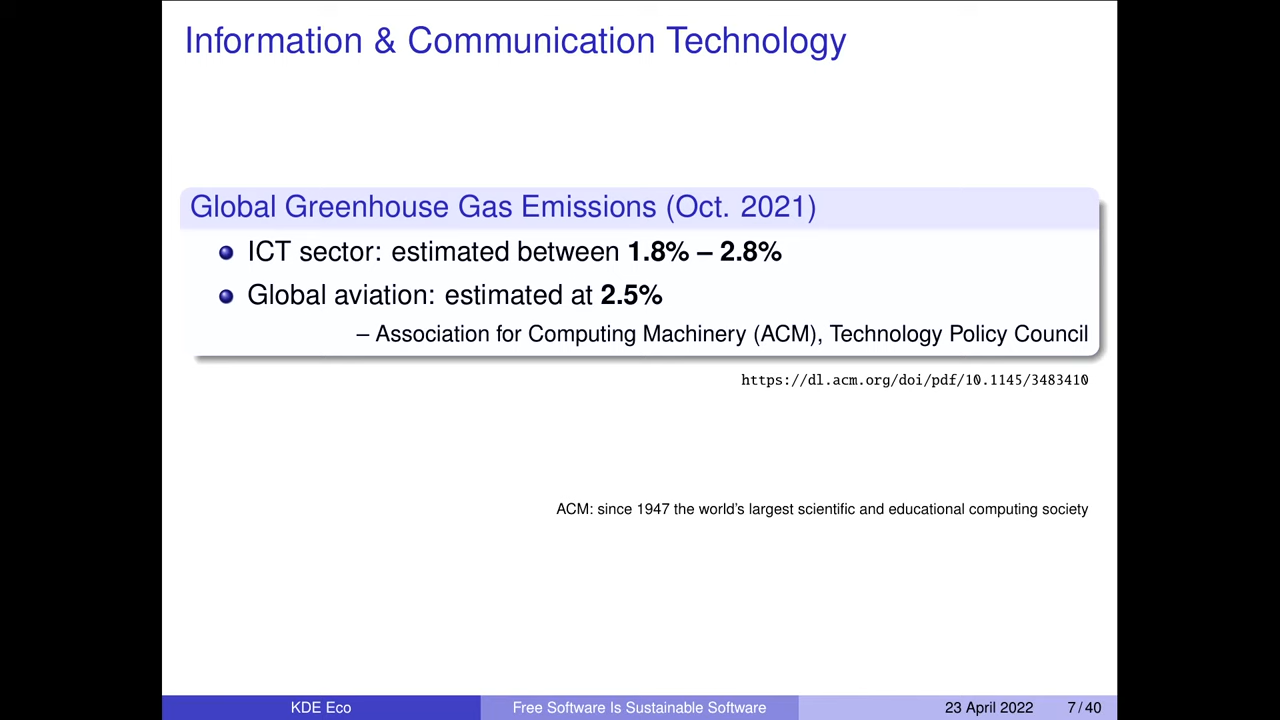 Information & Communication Technology
Global Greenhouse Gas Emissions (Oct. 2021)
ICT sector: estimated between 1.8% – 2.8%
Global aviation: estimated at 2.5%
– Association for Computing Machinery (ACM), Technology Policy Council
https://dl.acm.org/doi/pdf/10.1145/3483410
ACM: since 1947 the world's largest scientific and educational computing society
KDE Eco
Free Software Is Sustainable Software
23 April 2022
7 / 40